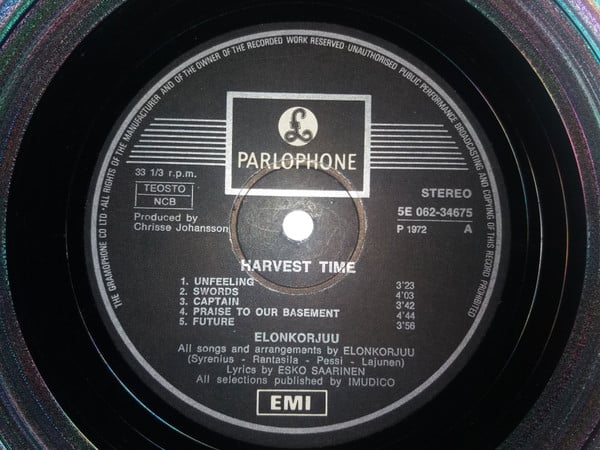 THE GRAMOPHONE CO LTD • ALL RIGHTS OF THE MANUFACTURER AND OF THE OWNER OF THE RECORDED WORK RESERVED • UNAUTHORISED PUBLIC PERFORMANCE BROADCASTING AND COPYING OF THIS RECORD PROHIBITED
£
PARLOPHONE
33 1/3 r.p.m.
TEOSTO
NCB
Produced by
Chrisse Johansson
STEREO
5E 062-34675
P 1972 A
HARVEST TIME
1. UNFEELING 3'23
2. SWORDS 4'03
3. CAPTAIN 3'42
4. PRAISE TO OUR BASEMENT 4'44
5. FUTURE 3'56
ELONKORJUU
All songs and arrangements by ELONKORJUU
(Syrenius - Rantasila - Pessi - Lajunen)
Lyrics by ESKO SAARINEN
All selections published by IMUDICO
EMI